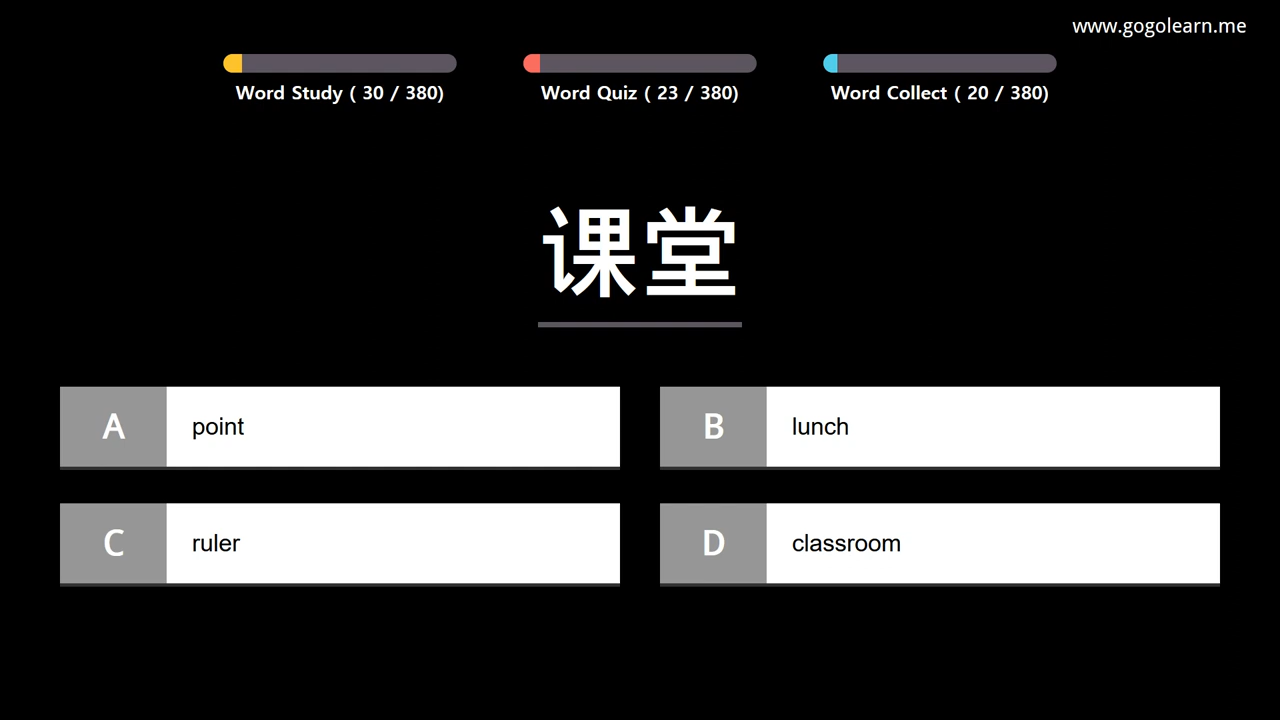 www.gogolearn.me
Word Study ( 30 / 380)
Word Quiz ( 23 / 380)
Word Collect ( 20 / 380)
课堂
A point
B lunch
C ruler
D classroom